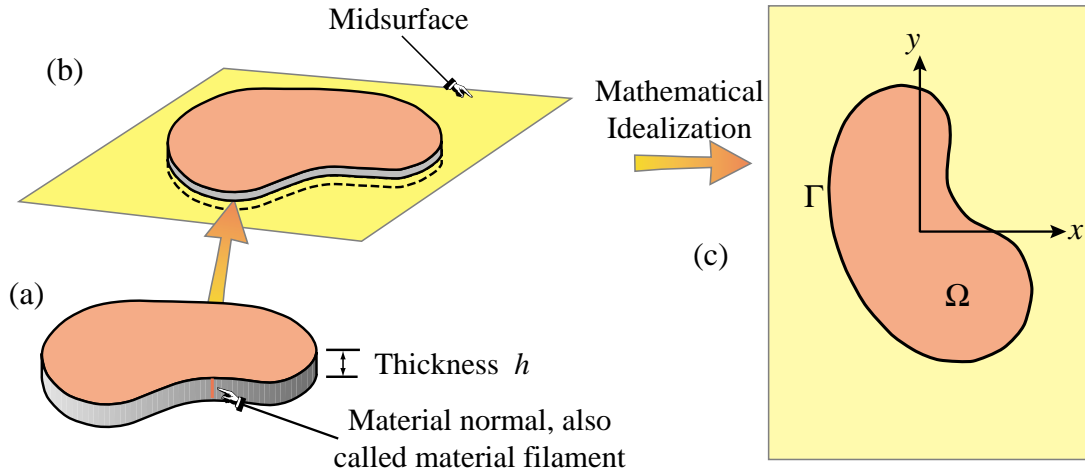 Midsurface
(b)
Mathematical
Idealization
y
Γ
x
(c)
Ω
(a)
Thickness h
Material normal, also
called material filament